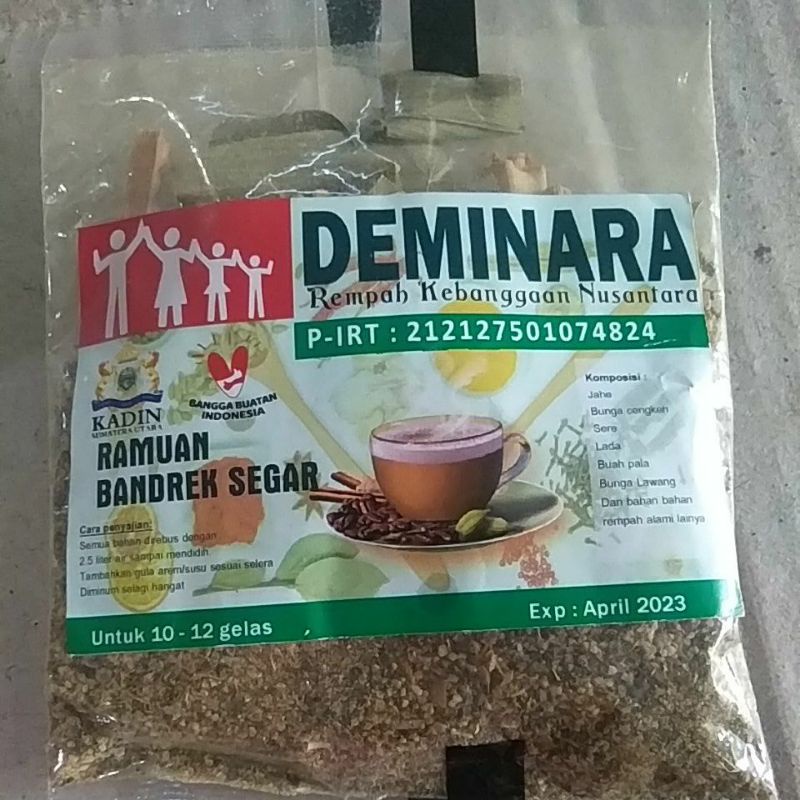 DEMINARA
Rempah Kebanggaan Nusantara
P-IRT : 212127501074824
KADIN
SUMATERA UTARA
BANGGA BUATAN
INDONESIA
RAMUAN
BANDREK SEGAR
Komposisi :
Jahe
Bunga cengkeh
Sere
Lada
Buah pala
Bunga Lawang
Dan bahan bahan
rempah alami lainya
Cara penyajian:
Semua bahan direbus dengan
2.5 liter air sampai mendidih.
Tambahkan gula aren/susu sesuai selera
Diminum selagi hangat
Untuk 10 - 12 gelas
Exp : April 2023